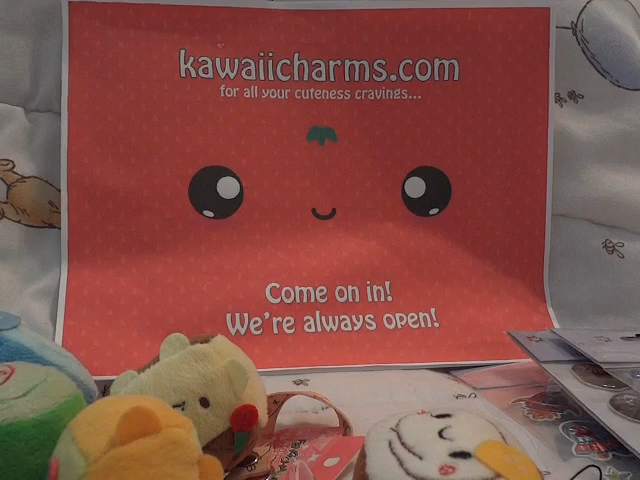 kawaiicharms.com
for all your cuteness cravings...
Come on in!
We're always open!